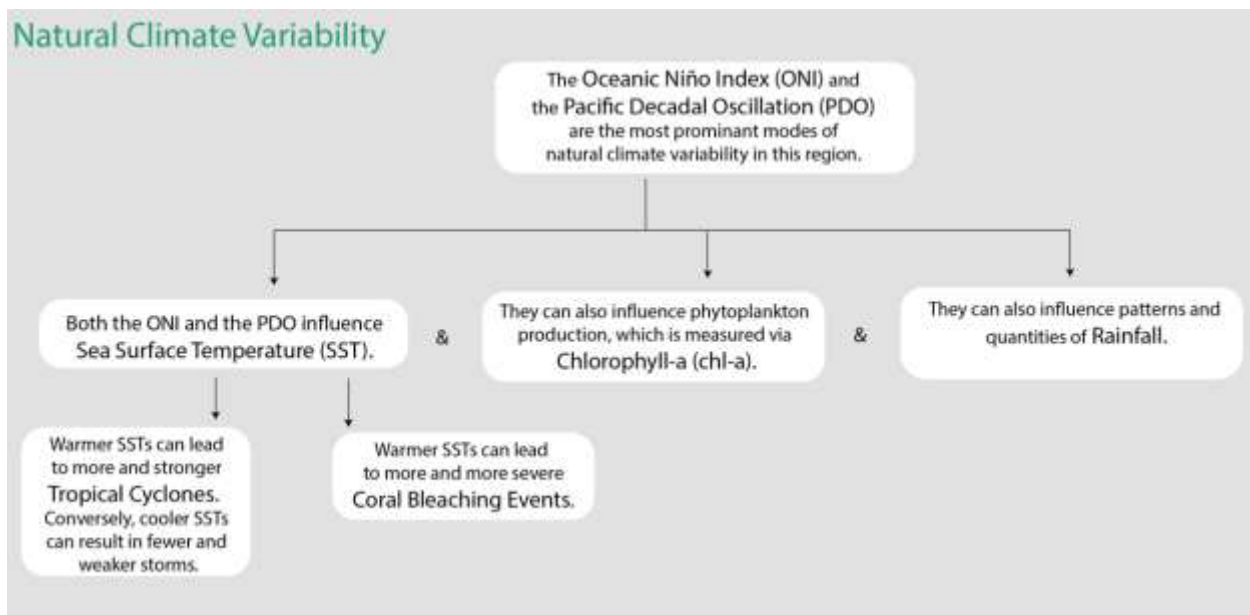 Natural Climate Variability
The Oceanic Niño Index (ONI) and
the Pacific Decadal Oscillation (PDO)
are the most prominant modes of
natural climate variability in this region.
Both the ONI and the PDO influence
Sea Surface Temperature (SST).
&
They can also influence phytoplankton
production, which is measured via
Chlorophyll-a (chl-a).
&
They can also influence patterns and
quantities of Rainfall.
Warmer SSTs can lead
to more and stronger
Tropical Cyclones.
Conversely, cooler SSTs
can result in fewer and
weaker storms.
Warmer SSTs can lead
to more and more severe
Coral Bleaching Events.